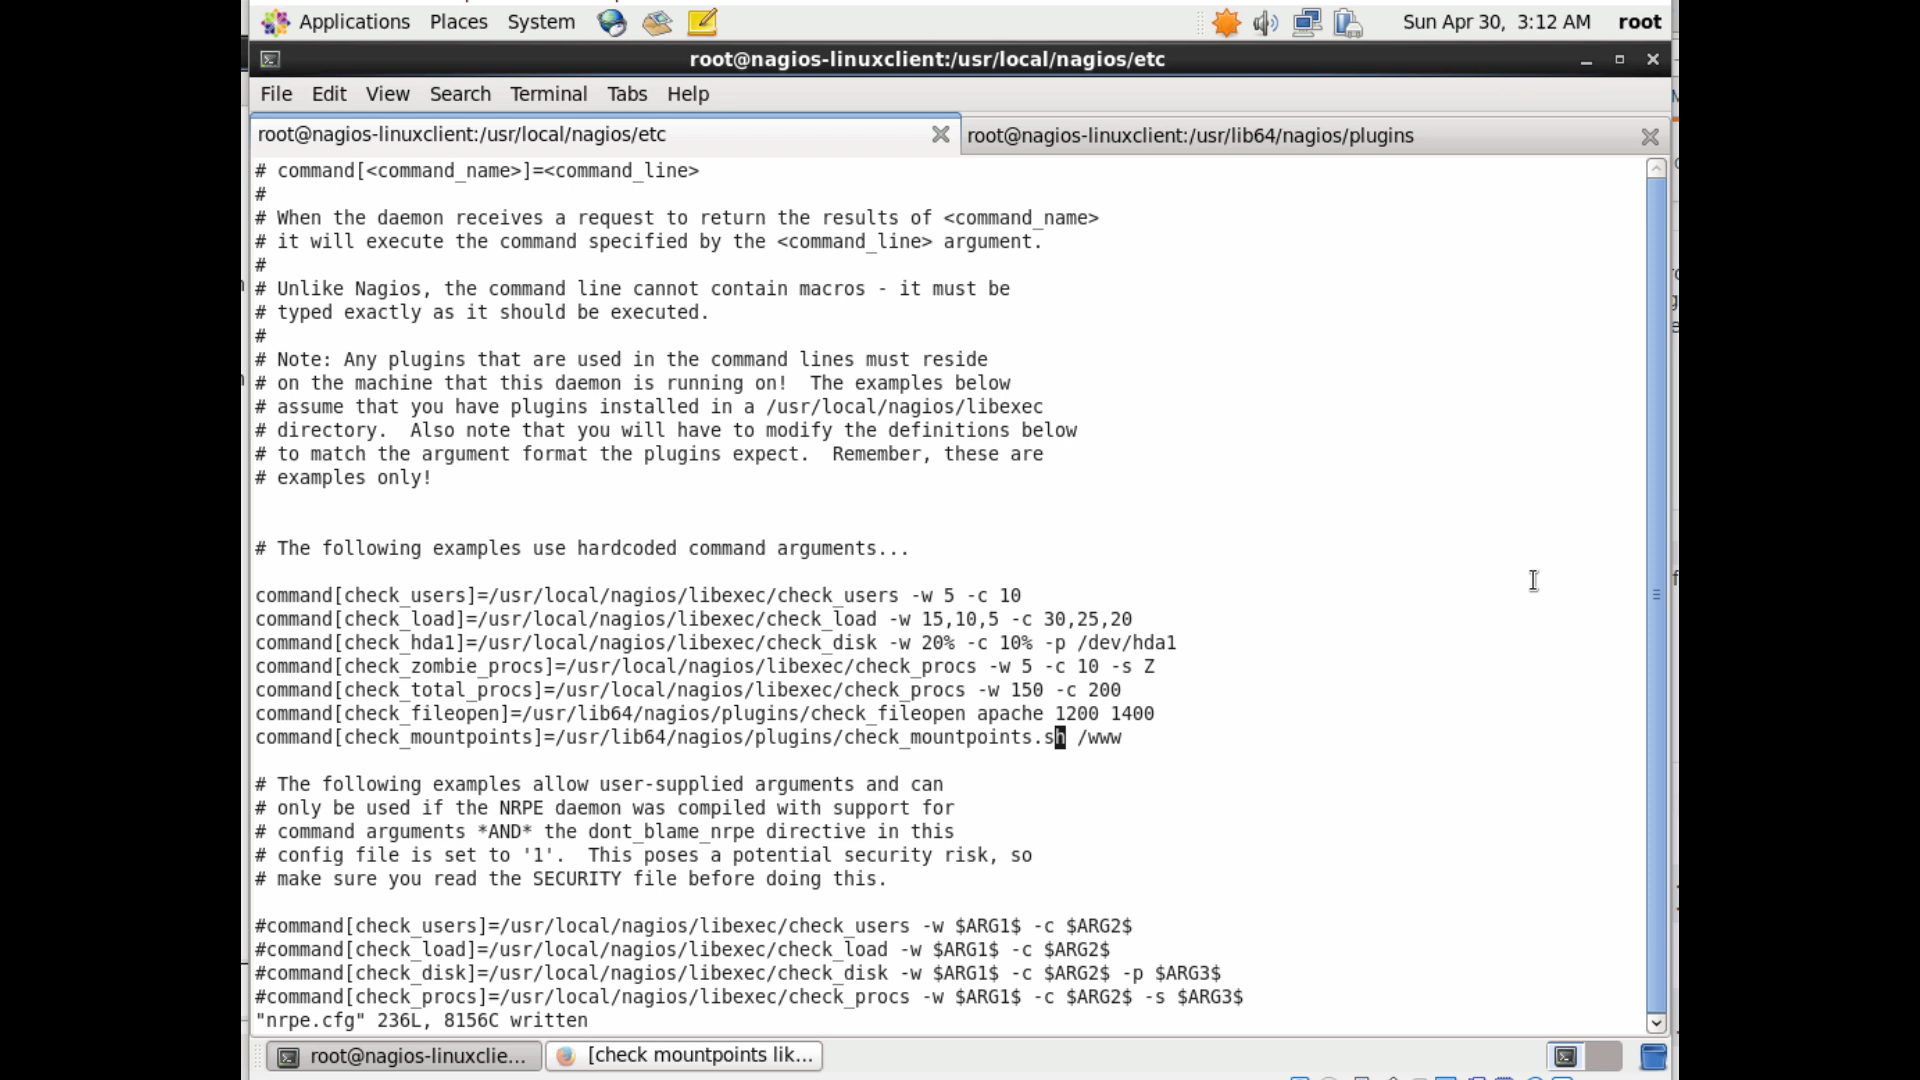 Applications Places System Sun Apr 30, 3:12 AM root
root@nagios-linuxclient:/usr/local/nagios/etc
File Edit View Search Terminal Tabs Help
root@nagios-linuxclient:/usr/local/nagios/etc root@nagios-linuxclient:/usr/lib64/nagios/plugins
# command[<command_name>]=<command_line>
#
# When the daemon receives a request to return the results of <command_name>
# it will execute the command specified by the <command_line> argument.
#
# Unlike Nagios, the command line cannot contain macros - it must be
# typed exactly as it should be executed.
#
# Note: Any plugins that are used in the command lines must reside
# on the machine that this daemon is running on!  The examples below
# assume that you have plugins installed in a /usr/local/nagios/libexec
# directory.  Also note that you will have to modify the definitions below
# to match the argument format the plugins expect.  Remember, these are
# examples only!
# The following examples use hardcoded command arguments...
command[check_users]=/usr/local/nagios/libexec/check_users -w 5 -c 10
command[check_load]=/usr/local/nagios/libexec/check_load -w 15,10,5 -c 30,25,20
command[check_hda1]=/usr/local/nagios/libexec/check_disk -w 20% -c 10% -p /dev/hda1
command[check_zombie_procs]=/usr/local/nagios/libexec/check_procs -w 5 -c 10 -s Z
command[check_total_procs]=/usr/local/nagios/libexec/check_procs -w 150 -c 200
command[check_fileopen]=/usr/lib64/nagios/plugins/check_fileopen apache 1200 1400
command[check_mountpoints]=/usr/lib64/nagios/plugins/check_mountpoints.sh /www
# The following examples allow user-supplied arguments and can
# only be used if the NRPE daemon was compiled with support for
# command arguments *AND* the dont_blame_nrpe directive in this
# config file is set to '1'.  This poses a potential security risk, so
# make sure you read the SECURITY file before doing this.
#command[check_users]=/usr/local/nagios/libexec/check_users -w $ARG1$ -c $ARG2$
#command[check_load]=/usr/local/nagios/libexec/check_load -w $ARG1$ -c $ARG2$
#command[check_disk]=/usr/local/nagios/libexec/check_disk -w $ARG1$ -c $ARG2$ -p $ARG3$
#command[check_procs]=/usr/local/nagios/libexec/check_procs -w $ARG1$ -c $ARG2$ -s $ARG3$
"nrpe.cfg" 236L, 8156C written
root@nagios-linuxclie... [check mountpoints lik...